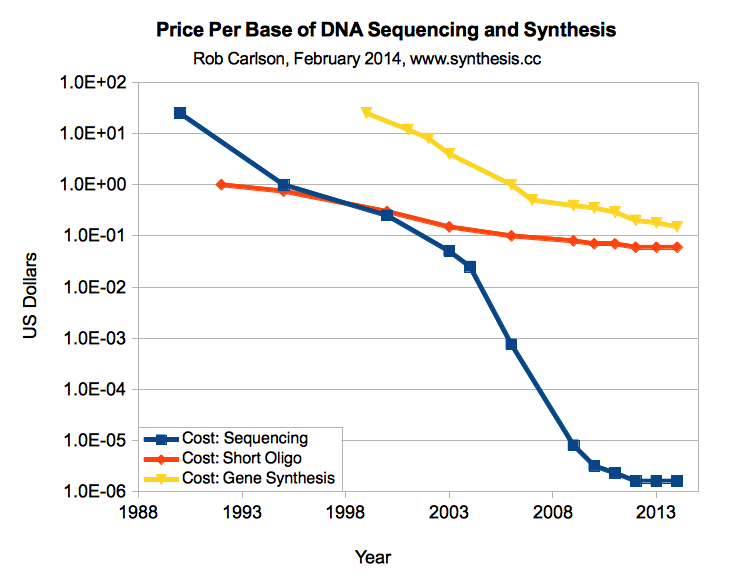 Price Per Base of DNA Sequencing and Synthesis
Rob Carlson, February 2014, www.synthesis.cc
1.0E+02
1.0E+01
1.0E+00
1.0E-01
1.0E-02
1.0E-03
1.0E-04
1.0E-05
1.0E-06
US Dollars
Cost: Sequencing
Cost: Short Oligo
Cost: Gene Synthesis
1988 1993 1998 2003 2008 2013
Year